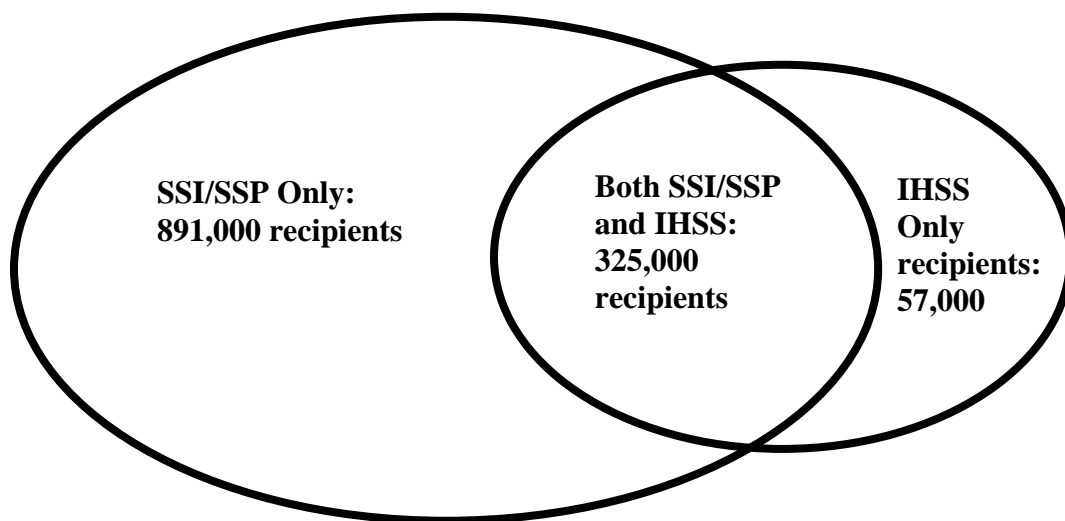 SSI/SSP Only:
891,000 recipients
Both SSI/SSP
and IHSS:
325,000
recipients
IHSS
Only
recipients:
57,000